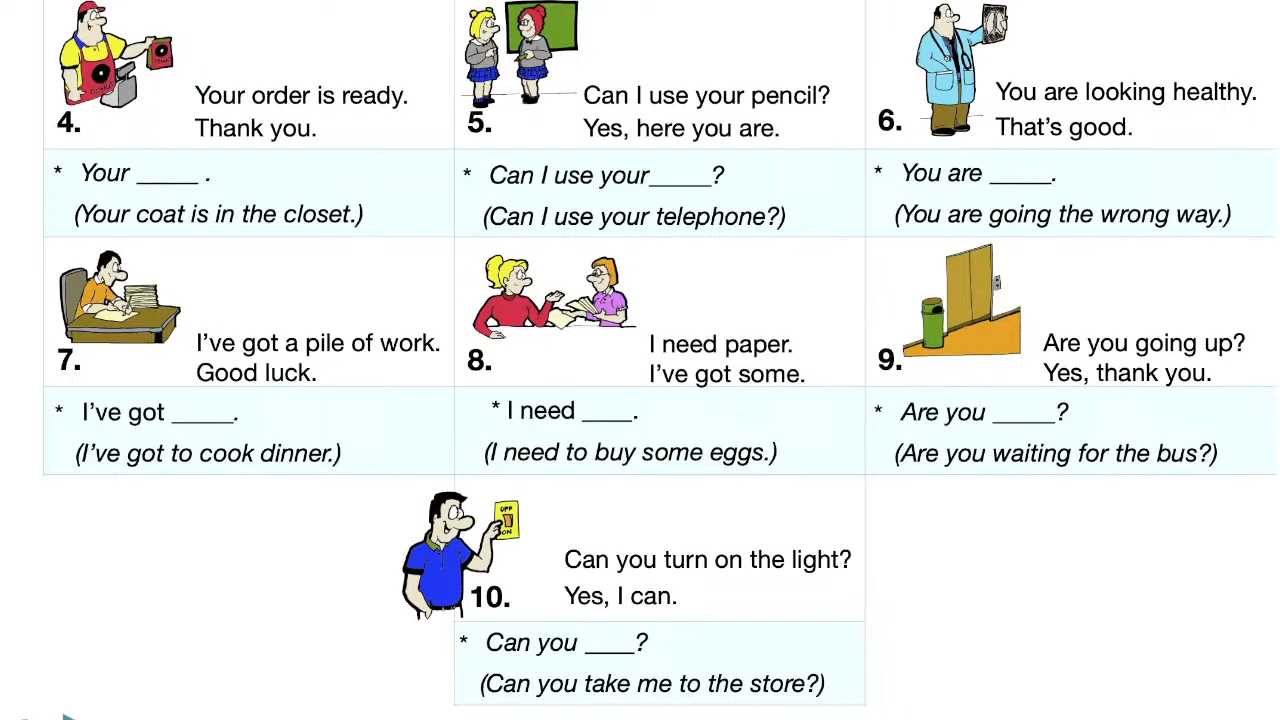 Your order is ready.
Thank you.
4.
* Your _____ .
(Your coat is in the closet.)
Can I use your pencil?
Yes, here you are.
5.
* Can I use your_____?
(Can I use your telephone?)
You are looking healthy.
That's good.
6.
* You are _____.
(You are going the wrong way.)
I've got a pile of work.
Good luck.
7.
* I've got _____.
(I've got to cook dinner.)
I need paper.
I've got some.
8.
* I need ____.
(I need to buy some eggs.)
Are you going up?
Yes, thank you.
9.
* Are you _____?
(Are you waiting for the bus?)
OFF
ON
Can you turn on the light?
Yes, I can.
10.
* Can you ____?
(Can you take me to the store?)